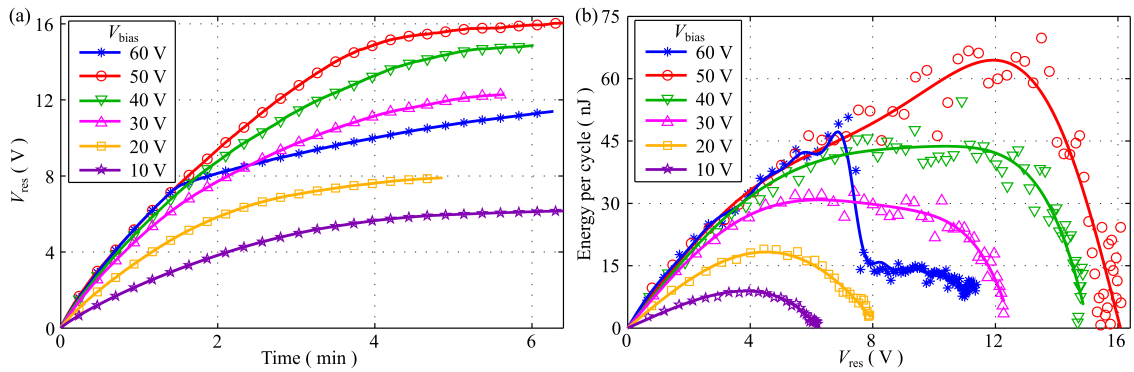 (a)
V_bias
60 V
50 V
40 V
30 V
20 V
10 V
V_res ( V )
16
12
8
4
0
0 2 4 6
Time ( min )
(b)
V_bias
60 V
50 V
40 V
30 V
20 V
10 V
Energy per cycle ( nJ )
75
60
45
30
15
0
0 4 8 12 16
V_res ( V )